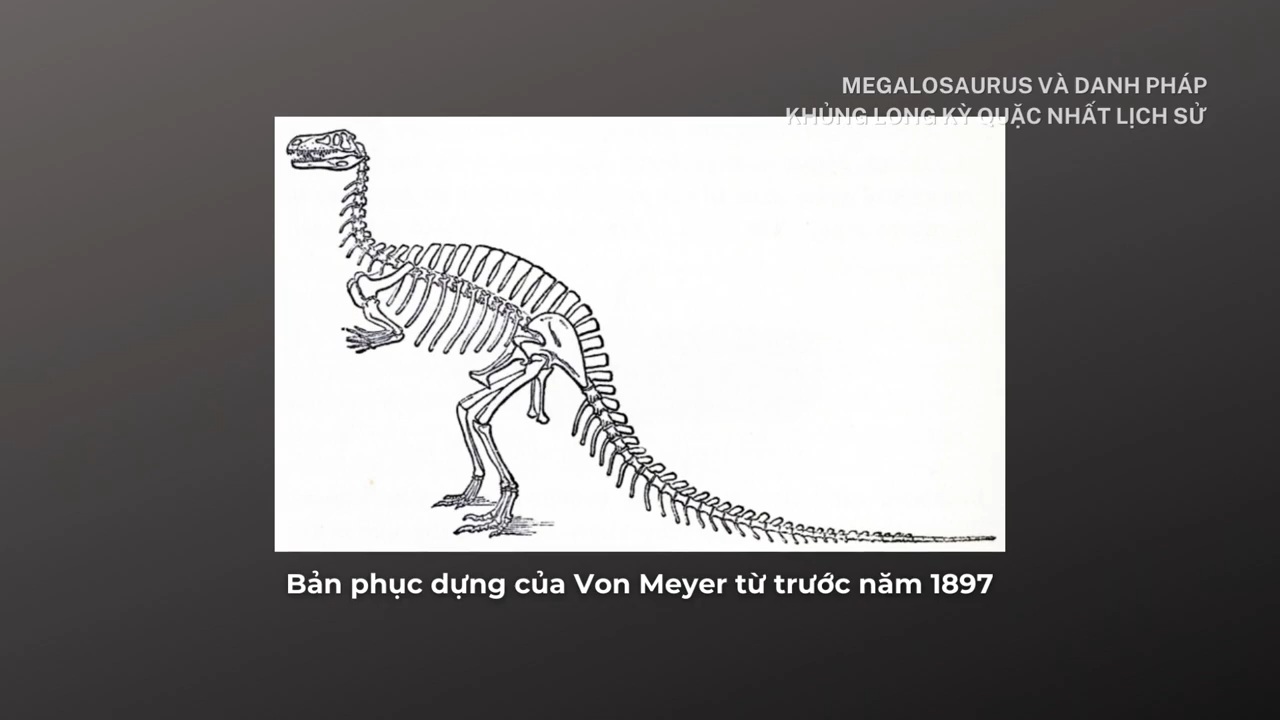 MEGALOSAURUS VÀ DANH PHÁP
KHỦNG LONG KỲ QUẶC NHẤT LỊCH SỬ
Bản phục dựng của Von Meyer từ trước năm 1897